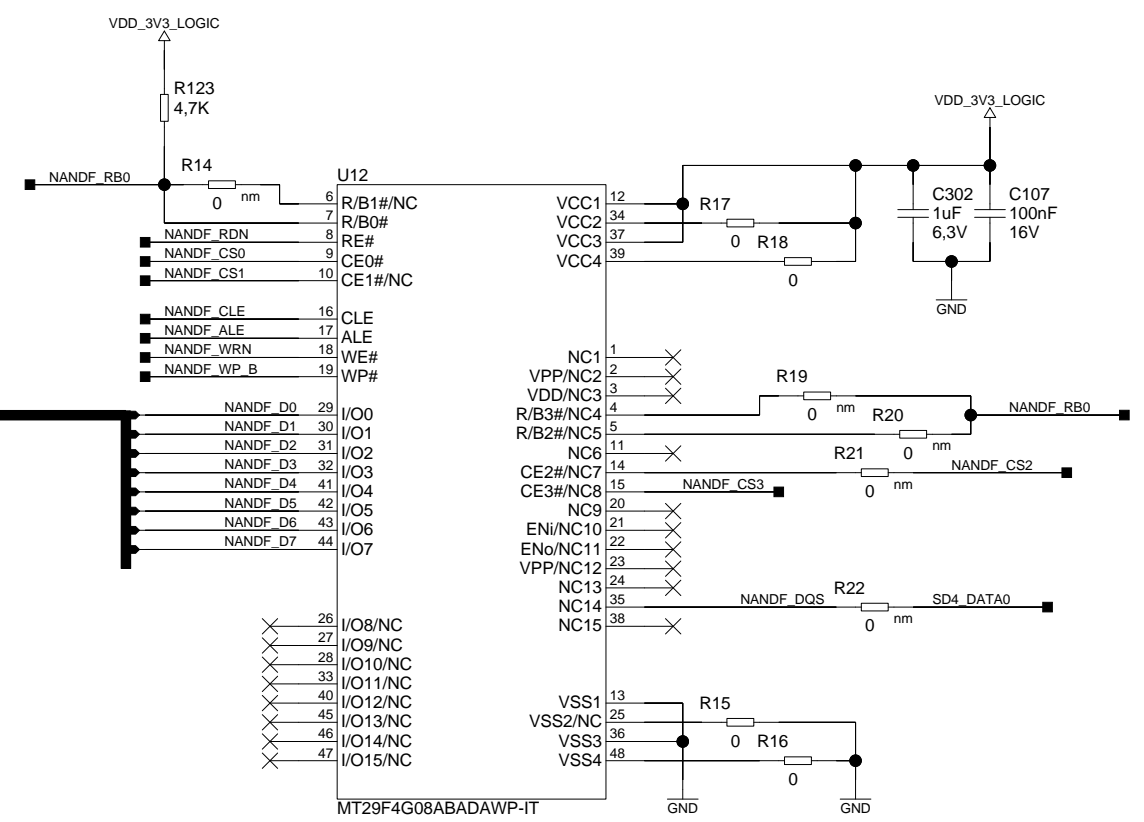 VDD_3V3_LOGIC
R123
4,7K
NANDF_RB0
R14
0 nm
U12
6 R/B1#/NC
7 R/B0#
NANDF_RDN 8 RE#
NANDF_CS0 9 CE0#
NANDF_CS1 10 CE1#/NC
NANDF_CLE 16 CLE
NANDF_ALE 17 ALE
NANDF_WRN 18 WE#
NANDF_WP_B 19 WP#
NANDF_D0 29 I/O0
NANDF_D1 30 I/O1
NANDF_D2 31 I/O2
NANDF_D3 32 I/O3
NANDF_D4 41 I/O4
NANDF_D5 42 I/O5
NANDF_D6 43 I/O6
NANDF_D7 44 I/O7
26 I/O8/NC
27 I/O9/NC
28 I/O10/NC
33 I/O11/NC
40 I/O12/NC
45 I/O13/NC
46 I/O14/NC
47 I/O15/NC
VCC1 12
VCC2 34
VCC3 37
VCC4 39
R17
0
R18
0
VDD_3V3_LOGIC
C302
1uF
6,3V
C107
100nF
16V
GND
NC1 1
VPP/NC2 2
VDD/NC3 3
R/B3#/NC4 4
R/B2#/NC5 5
NC6 11
CE2#/NC7 14
CE3#/NC8 15 NANDF_CS3
NC9 20
ENi/NC10 21
ENo/NC11 22
VPP/NC12 23
NC13 24
NC14 35
NC15 38
R19
0 nm
R20
0 nm
NANDF_RB0
R21
0 nm
NANDF_CS2
NANDF_DQS
R22
0 nm
SD4_DATA0
VSS1 13
VSS2/NC 25
VSS3 36
VSS4 48
R15
0
R16
0
GND
GND
MT29F4G08ABADAWP-IT